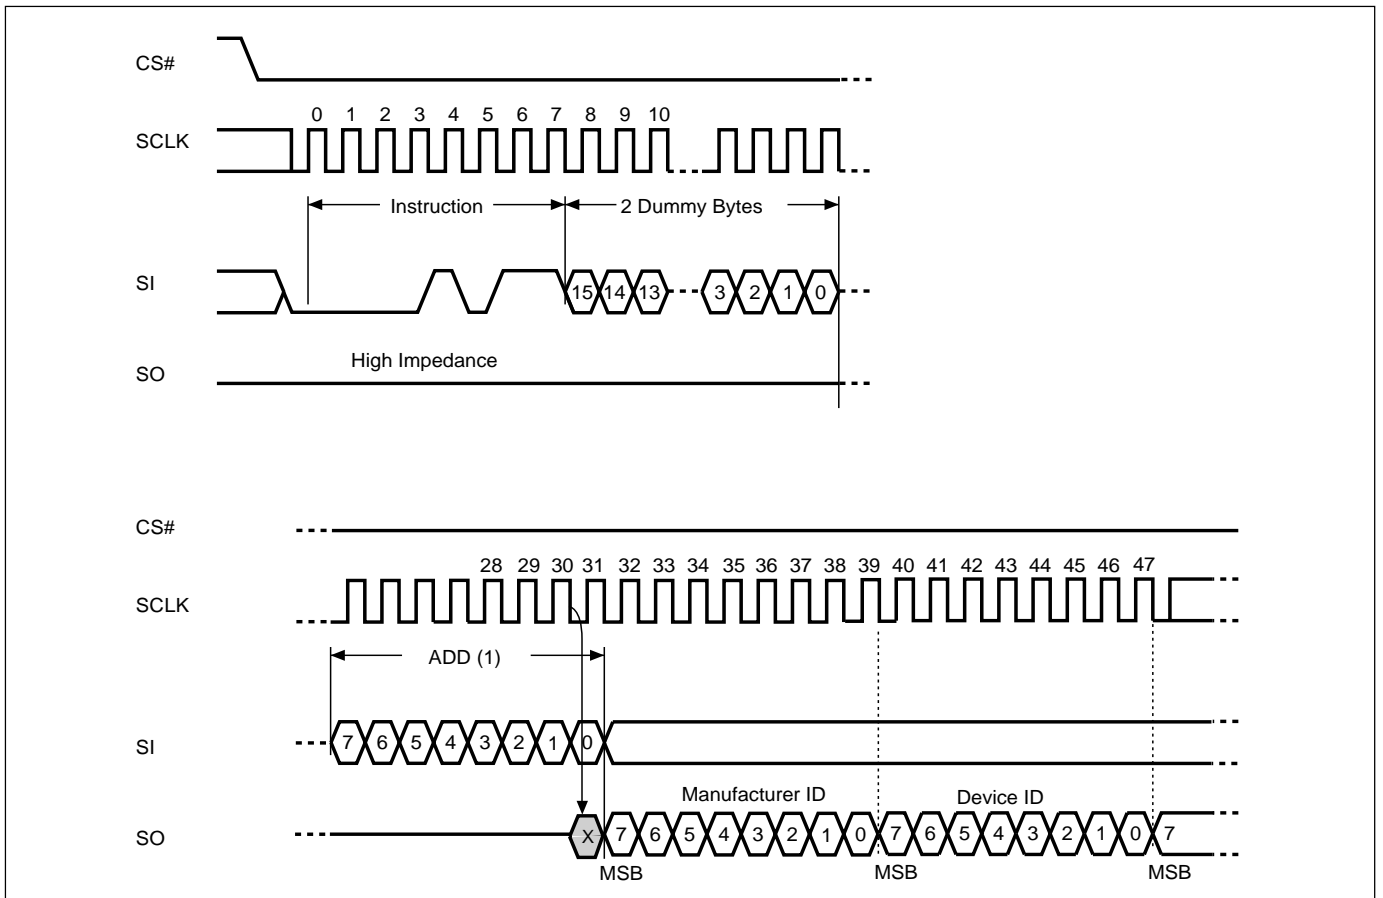 CS#
0 1 2 3 4 5 6 7 8 9 10
SCLK
Instruction 2 Dummy Bytes
SI
15 14 13 3 2 1 0
High Impedance
SO
CS#
28 29 30 31 32 33 34 35 36 37 38 39 40 41 42 43 44 45 46 47
SCLK
ADD (1)
SI
7 6 5 4 3 2 1 0
Manufacturer ID Device ID
SO
X 7 6 5 4 3 2 1 0 7 6 5 4 3 2 1 0 7
MSB MSB MSB